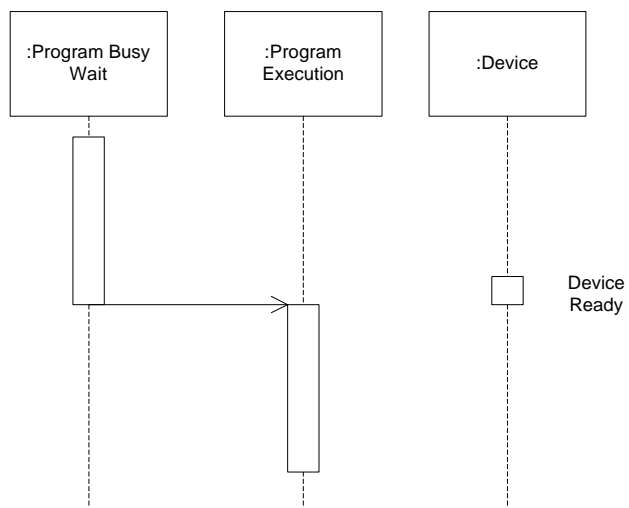 :Program Busy
Wait
:Program
Execution
:Device
Device
Ready